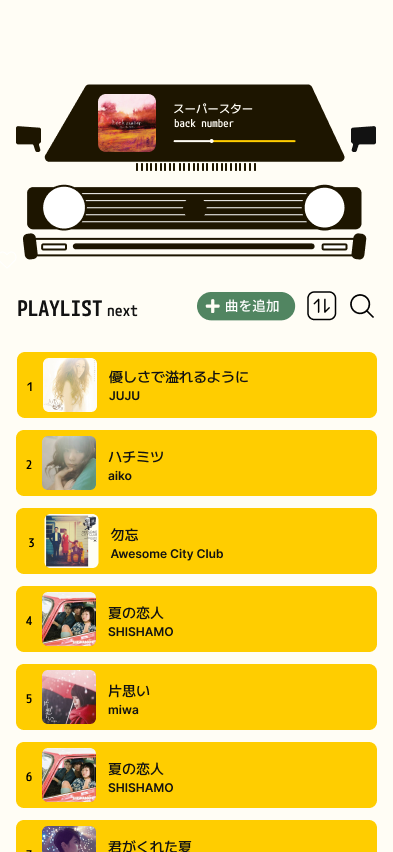 スーパースター
back number
PLAYLIST next
曲を追加
1
優しさで溢れるように
JUJU
2
ハチミツ
aiko
3
勿忘
Awesome City Club
4
夏の恋人
SHISHAMO
5
片思い
miwa
6
夏の恋人
SHISHAMO
君がくれた夏